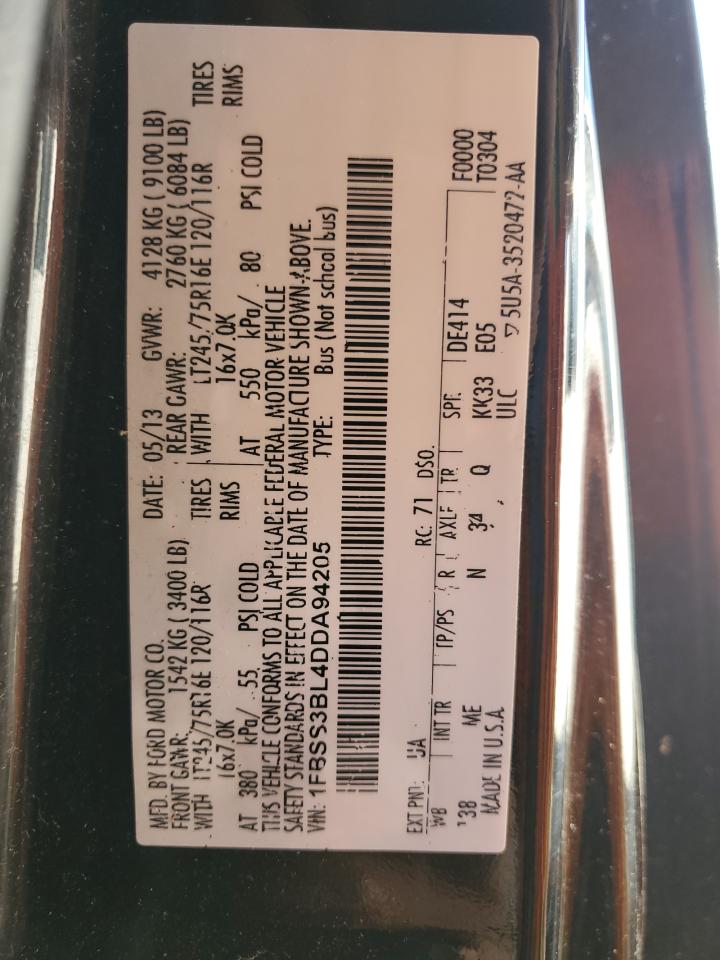 MFD. BY FORD MOTOR CO. DATE: 05/13 GVWR: 4128 KG ( 9100 LB)
FRONT GAWR: 1542 KG ( 3400 LB) REAR GAWR: 2760 KG ( 6084 LB)
WITH LT245/75R16E 120/116R TIRES WITH LT245/75R16E 120/116R TIRES
16x7.0K RIMS 16x7.0K RIMS
AT 380 kPa/ 55 PSI COLD AT 550 kPa/ 80 PSI COLD
THIS VEHICLE CONFORMS TO ALL APPLICABLE FEDERAL MOTOR VEHICLE
SAFETY STANDARDS IN EFFECT ON THE DATE OF MANUFACTURE SHOWN ABOVE.
VIN: 1FBSS3BL4DDA94205 TYPE: Bus (Not school bus)
EXT PNT: UA RC: 71 DSO:
WB INT TR TP/PS R AXLE TR SPR DE414 F0000
138 ME N 34 Q KK33 E05 T0304
MADE IN U.S.A. ULC 5U5A-3520472-AA